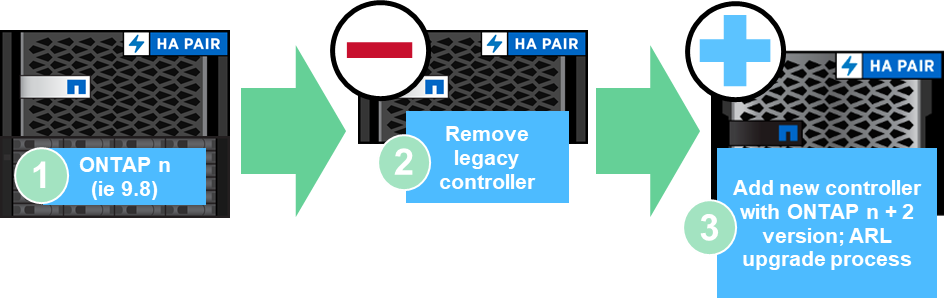 HA PAIR
1
ONTAP n
(ie 9.8)
HA PAIR
2
Remove
legacy
controller
HA PAIR
3
Add new controller
with ONTAP n + 2
version; ARL
upgrade process